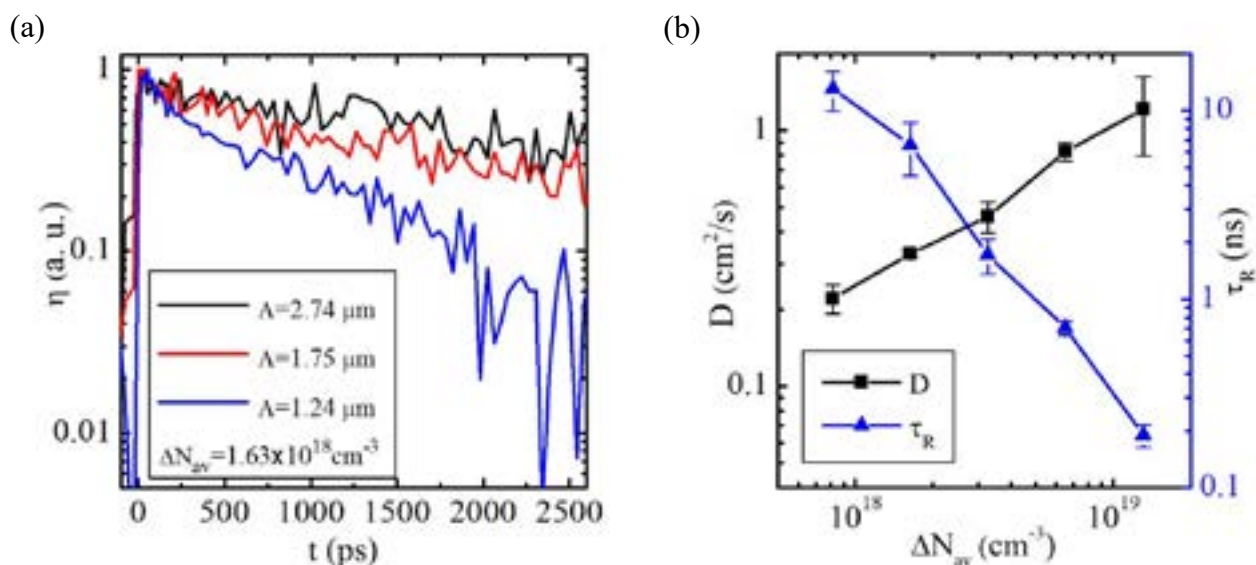 (a)
1
0.1
0.01
η (a. u.)
A=2.74 μm
A=1.75 μm
A=1.24 μm
ΔN_av=1.63x10^18cm^-3
0 500 1000 1500 2000 2500
t (ps)
(b)
1
0.1
D (cm²/s)
D
τ_R
10
1
0.1
τ_R (ns)
10^18 10^19
ΔN_av (cm^-3)